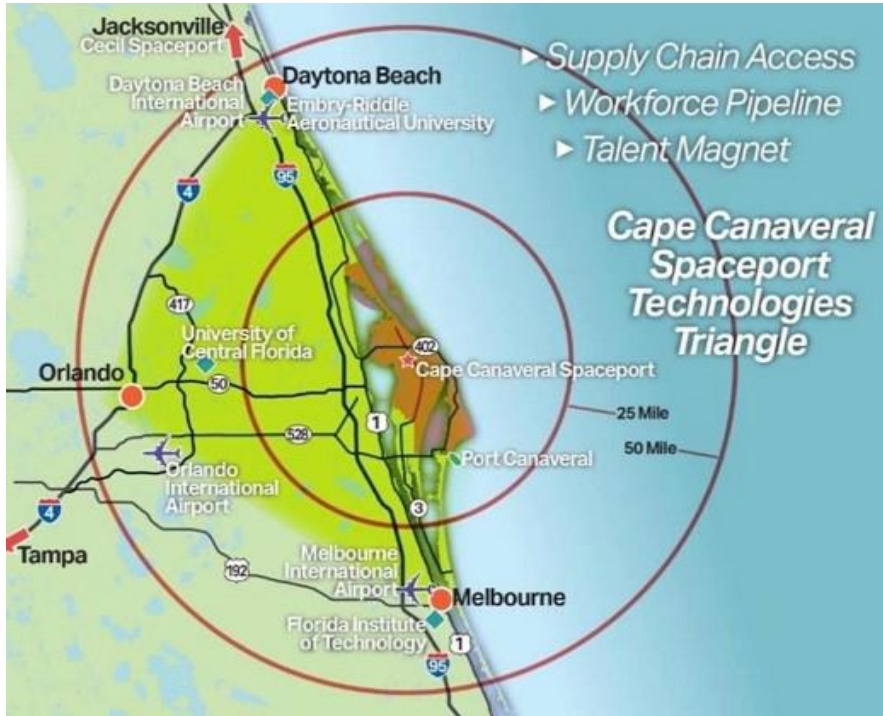 Jacksonville
Cecil Spaceport
Daytona Beach
International
Airport
Daytona Beach
Embry-Riddle
Aeronautical University
Supply Chain Access
Workforce Pipeline
Talent Magnet
Cape Canaveral
Spaceport
Technologies
Triangle
4
95
417
University of
Central Florida
402
Cape Canaveral Spaceport
Orlando
50
1
25 Mile
528
50 Mile
Port Canaveral
Orlando
International
Airport
3
4
Tampa
192
Melbourne
International
Airport
Melbourne
Florida Institute
of Technology
1
95